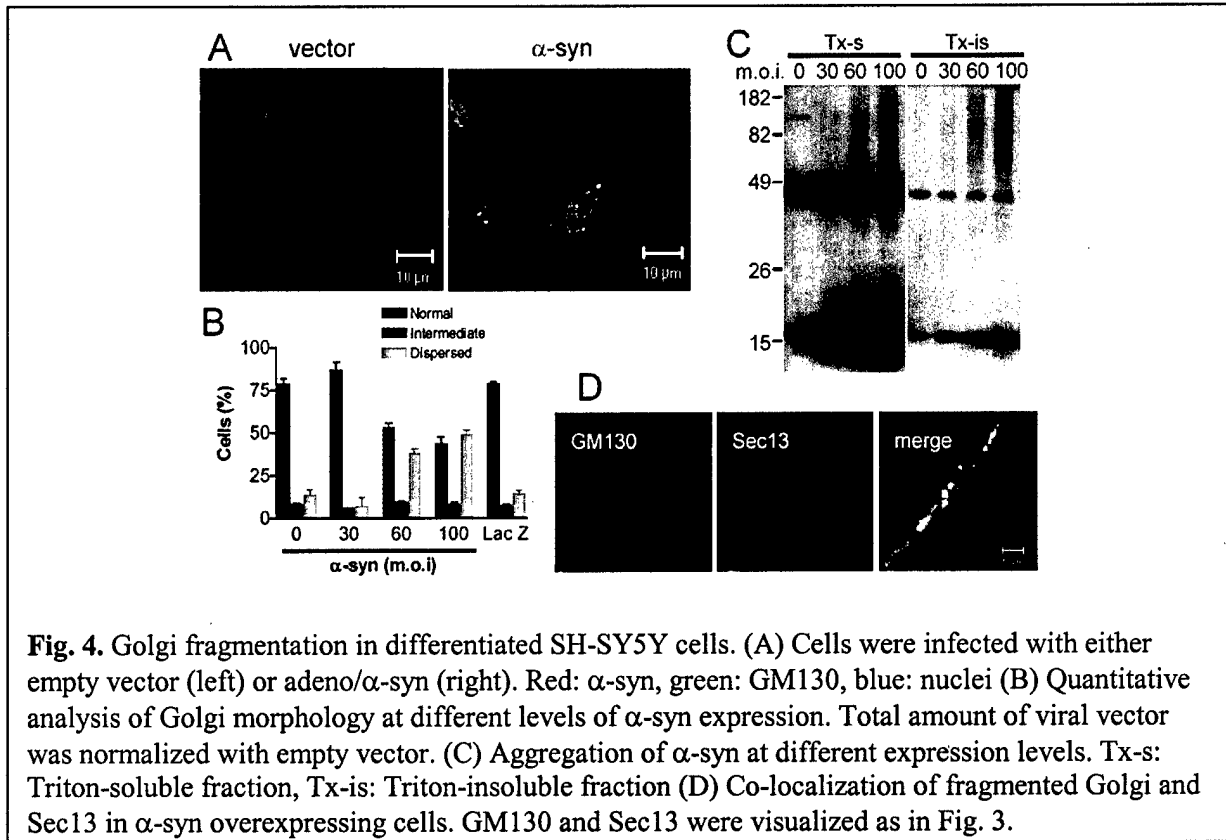 A
vector
α-syn
10 µm
10 µm
B
Normal
Intermediate
Dispersed
100
75
50
25
0
Cells (%)
0 30 60 100 Lac Z
α-syn (m.o.i)
C
Tx-s Tx-is
m.o.i. 0 30 60 100 0 30 60 100
182
82
49
26
15
D
GM130
Sec13
merge
Fig. 4. Golgi fragmentation in differentiated SH-SY5Y cells. (A) Cells were infected with either
empty vector (left) or adeno/α-syn (right). Red: α-syn, green: GM130, blue: nuclei (B) Quantitative
analysis of Golgi morphology at different levels of α-syn expression. Total amount of viral vector
was normalized with empty vector. (C) Aggregation of α-syn at different expression levels. Tx-s:
Triton-soluble fraction, Tx-is: Triton-insoluble fraction (D) Co-localization of fragmented Golgi and
Sec13 in α-syn overexpressing cells. GM130 and Sec13 were visualized as in Fig. 3.